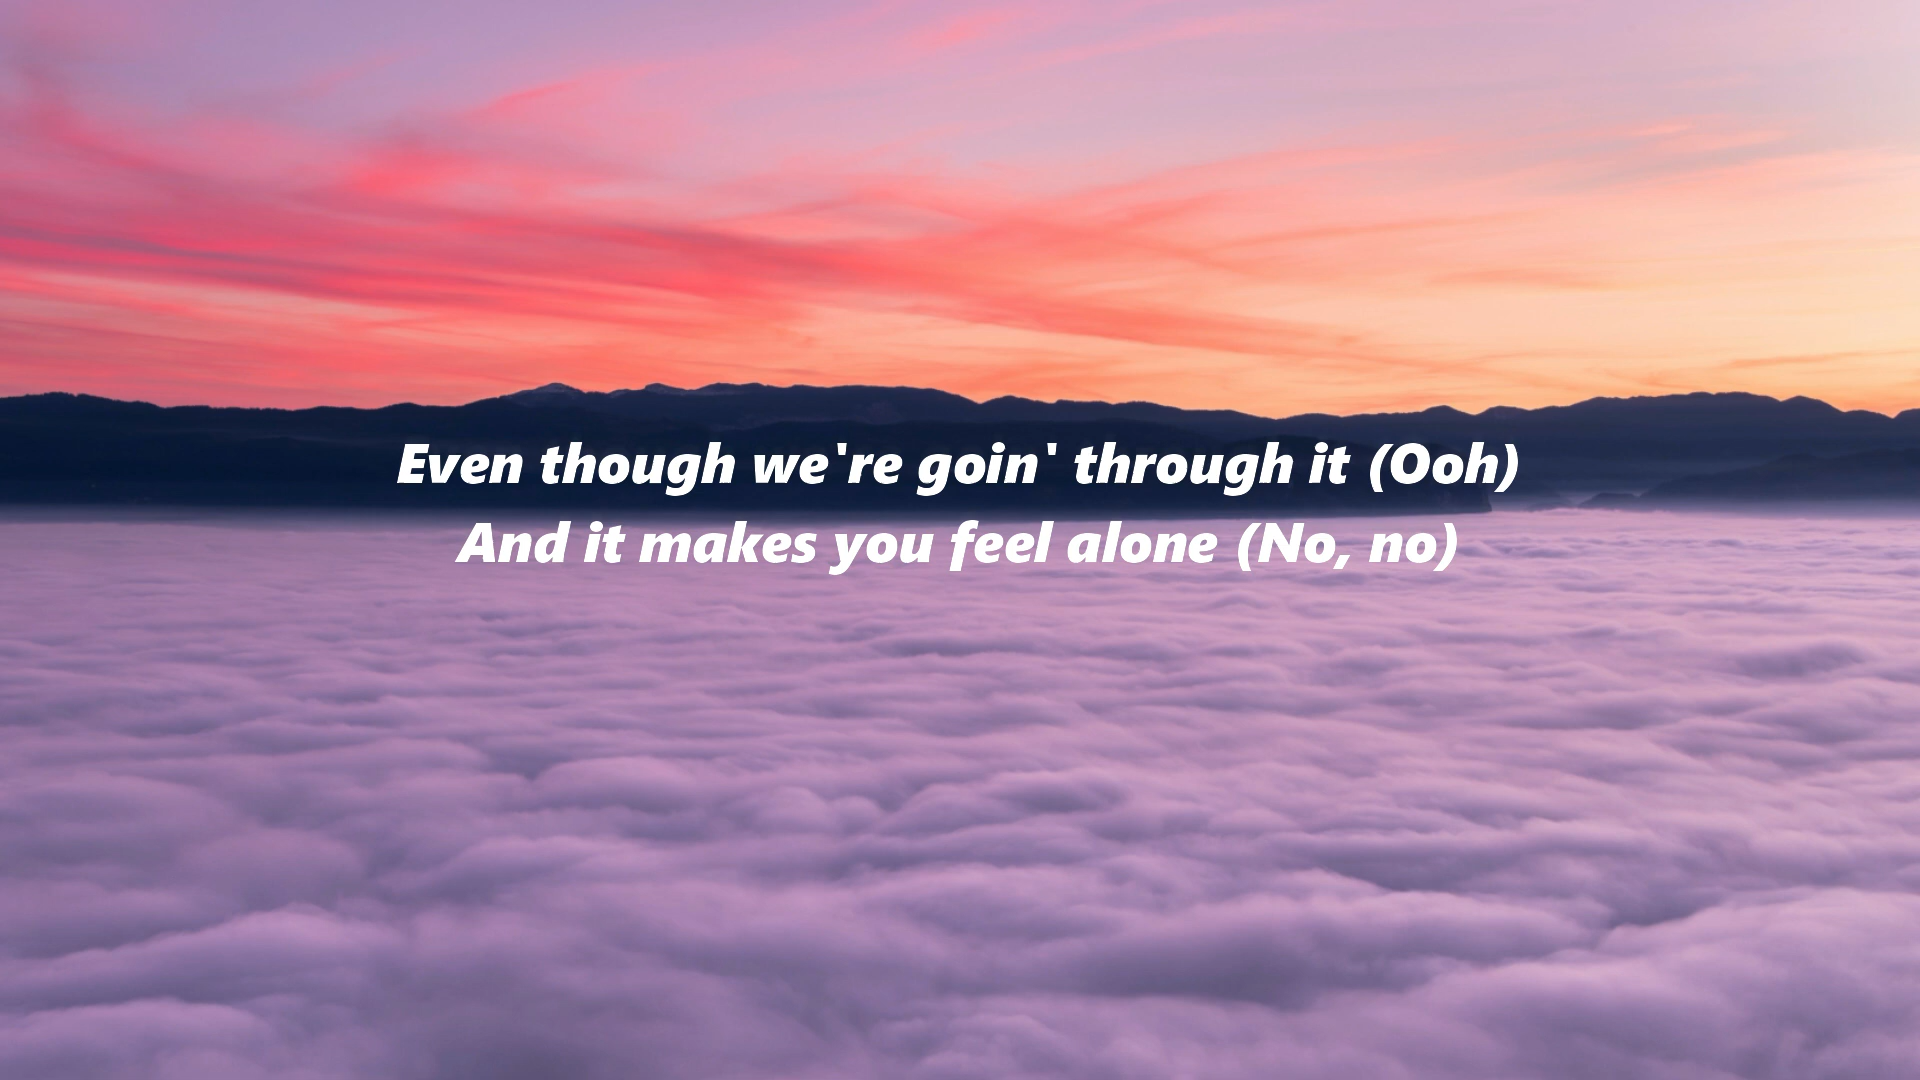 Even though we're goin' through it (Ooh)
And it makes you feel alone (No, no)